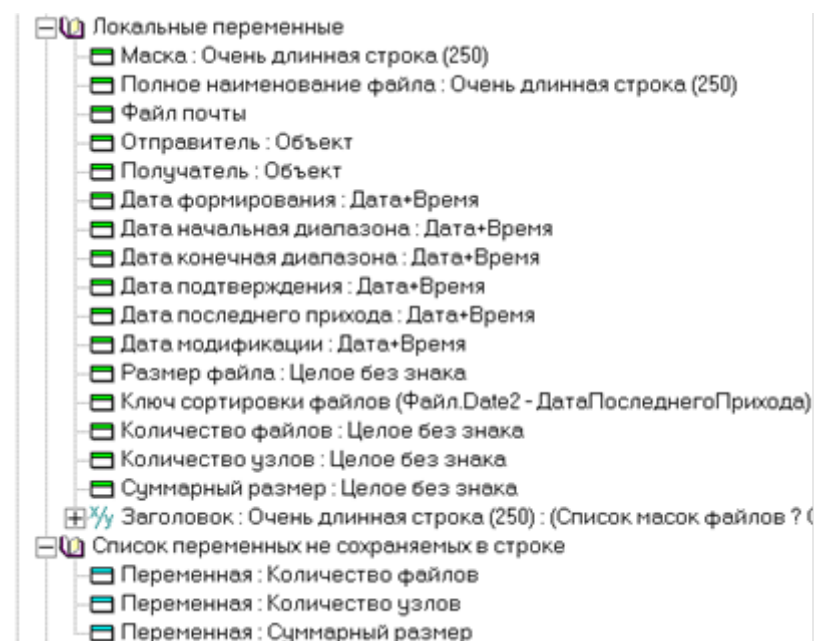 Локальные переменные
Маска : Очень длинная строка (250)
Полное наименование файла : Очень длинная строка (250)
Файл почты
Отправитель : Объект
Получатель : Объект
Дата формирования : Дата+Время
Дата начальная диапазона : Дата+Время
Дата конечная диапазона : Дата+Время
Дата подтверждения : Дата+Время
Дата последнего прихода : Дата+Время
Дата модификации : Дата+Время
Размер файла : Целое без знака
Ключ сортировки файлов (Файл.Date2 - ДатаПоследнегоПрихода)
Количество файлов : Целое без знака
Количество узлов : Целое без знака
Суммарный размер : Целое без знака
X/y Заголовок : Очень длинная строка (250) : (Список масок файлов ? (
Список переменных не сохраняемых в строке
Переменная : Количество файлов
Переменная : Количество узлов
Переменная : Суммарный размер